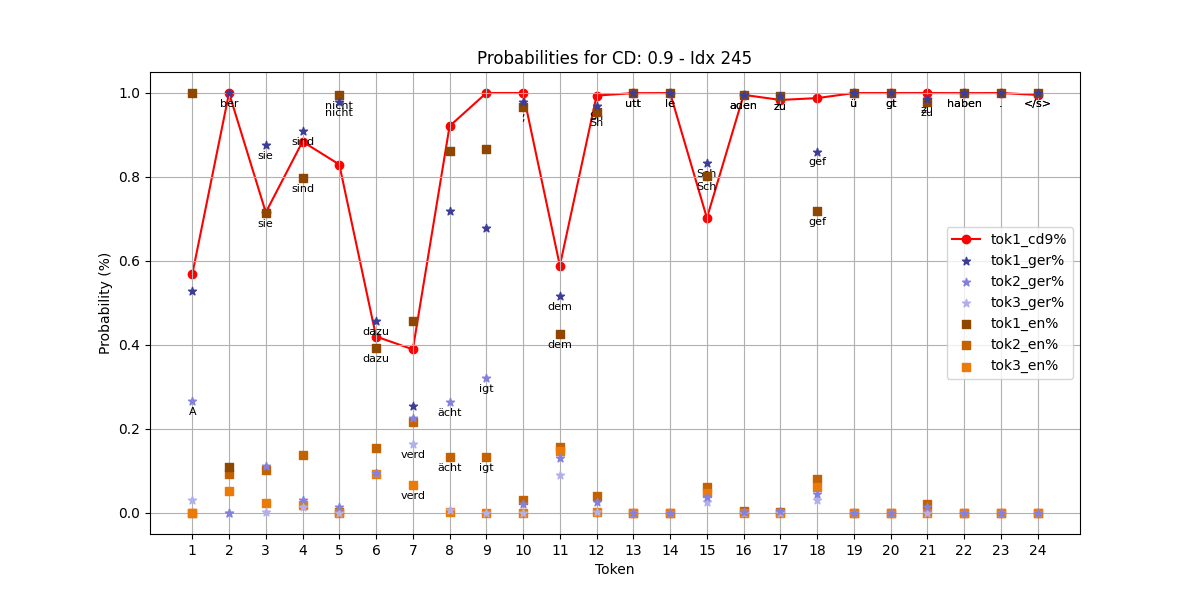 Probabilities for CD: 0.9 - Idx 245
Probability (%)
1.0
0.8
0.6
0.4
0.2
0.0
A
ber
sie
sie
sind
sind
nicht
nicht
dazu
dazu
verd
verd
ächt
ächt
igt
igt
,
dem
dem
Sh
utt
le
Sch
Sch
aden
zu
gef
gef
ü
gt
zu
haben
.
</s>
tok1_cd9%
tok1_ger%
tok2_ger%
tok3_ger%
tok1_en%
tok2_en%
tok3_en%
1 2 3 4 5 6 7 8 9 10 11 12 13 14 15 16 17 18 19 20 21 22 23 24
Token